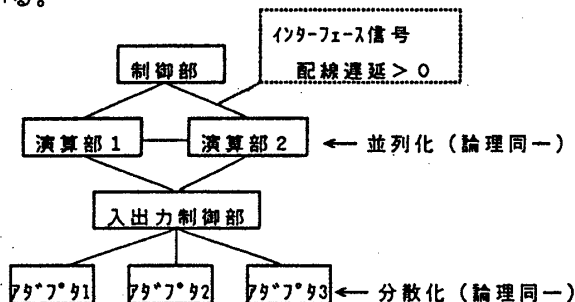 る。
インターフェース信号
配線遅延＞0
制御部
演算部1
演算部2
← 並列化（論理同一）
入出力制御部
アダプタ1
アダプタ2
アダプタ3
← 分散化（論理同一）